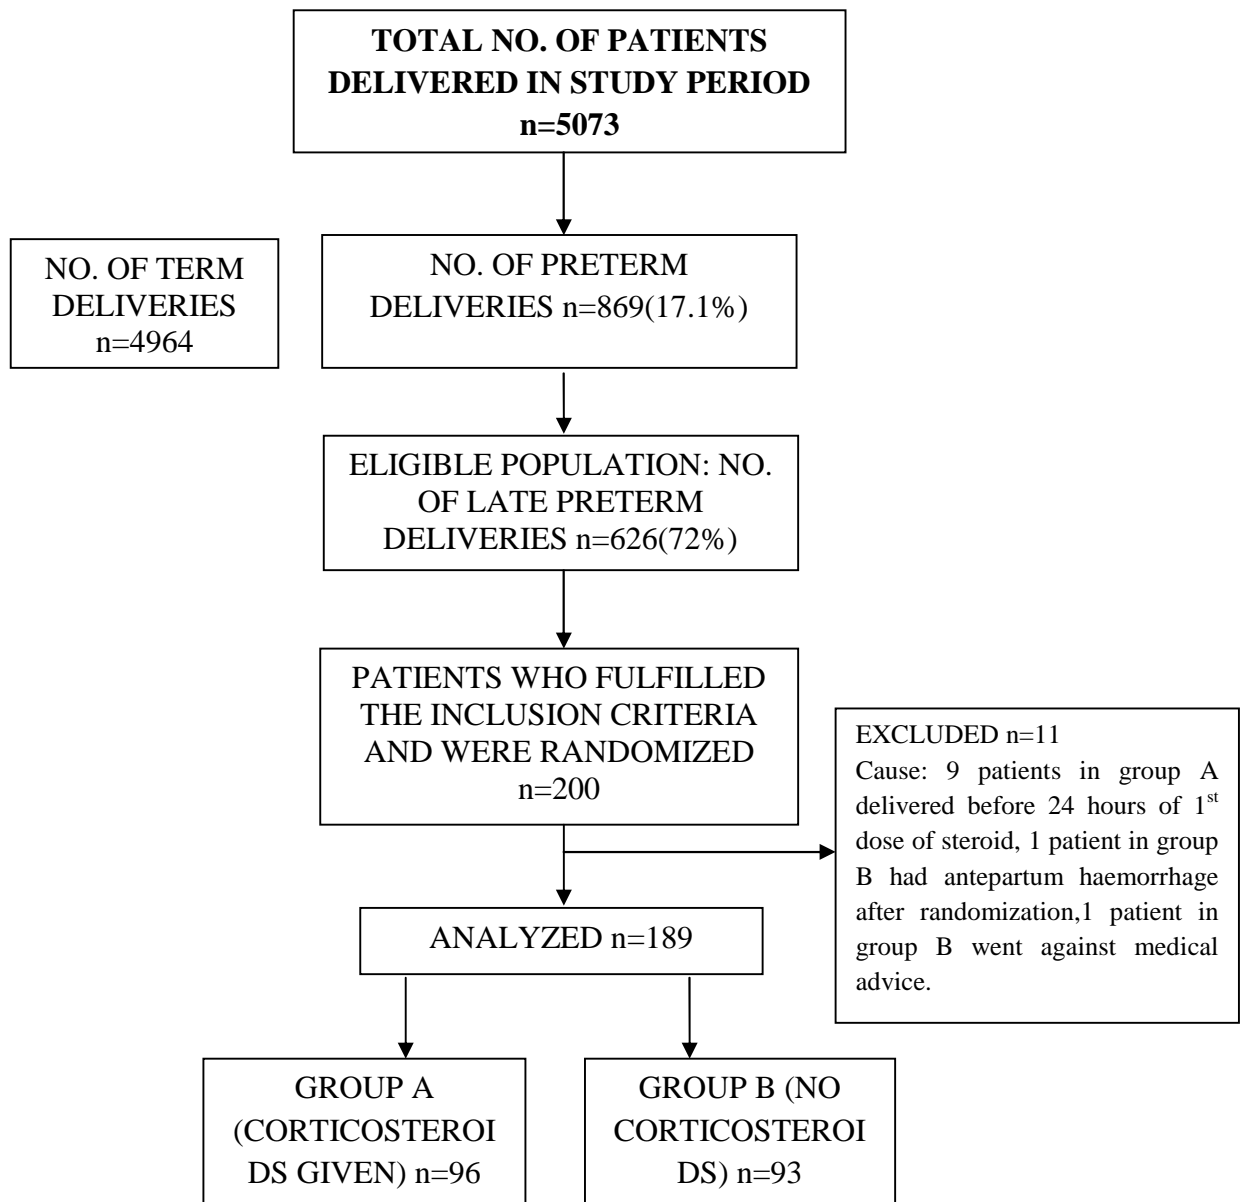 TOTAL NO. OF PATIENTS
DELIVERED IN STUDY PERIOD
n=5073
NO. OF TERM
DELIVERIES
n=4964
NO. OF PRETERM
DELIVERIES n=869(17.1%)
ELIGIBLE POPULATION: NO.
OF LATE PRETERM
DELIVERIES n=626(72%)
PATIENTS WHO FULFILLED
THE INCLUSION CRITERIA
AND WERE RANDOMIZED
n=200
EXCLUDED n=11
Cause: 9 patients in group A
delivered before 24 hours of 1st
dose of steroid, 1 patient in group
B had antepartum haemorrhage
after randomization,1 patient in
group B went against medical
advice.
ANALYZED n=189
GROUP A
(CORTICOSTEROI
DS GIVEN) n=96
GROUP B (NO
CORTICOSTEROI
DS) n=93